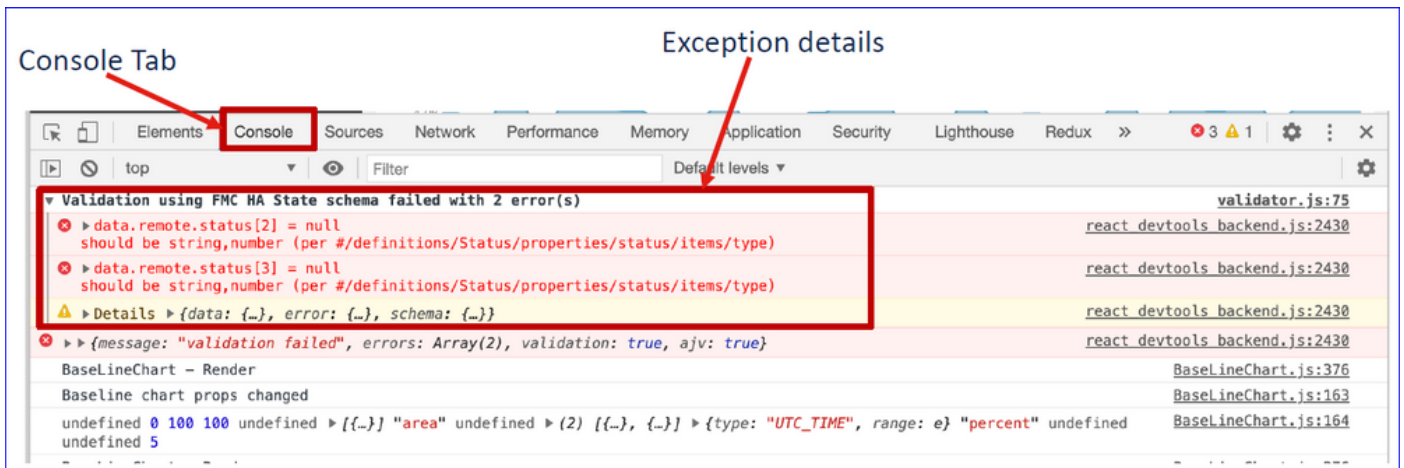 Exception details
Console Tab
Elements Console Sources Network Performance Memory Application Security Lighthouse Redux » 3 1
top Filter Default levels
Validation using FMC HA State schema failed with 2 error(s) validator.js:75
data.remote.status[2] = null react_devtools_backend.js:2430
should be string,number (per #/definitions/Status/properties/status/items/type)
data.remote.status[3] = null react_devtools_backend.js:2430
should be string,number (per #/definitions/Status/properties/status/items/type)
Details {data: {…}, error: {…}, schema: {…}} react_devtools_backend.js:2430
{message: "validation failed", errors: Array(2), validation: true, ajv: true} react_devtools_backend.js:2430
BaseLineChart – Render BaseLineChart.js:376
Baseline chart props changed BaseLineChart.js:163
undefined 0 100 100 undefined [{…}] "area" undefined (2) [{…}, {…}] {type: "UTC_TIME", range: e} "percent" undefined BaseLineChart.js:164
undefined 5